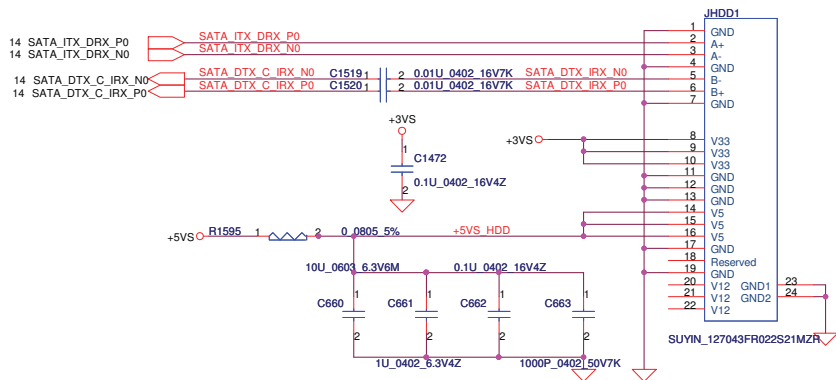 JHDD1
14 SATA_ITX_DRX_P0 SATA_ITX_DRX_P0 1 GND
2 A+
14 SATA_ITX_DRX_N0 SATA_ITX_DRX_N0 3 A-
4 GND
14 SATA_DTX_C_IRX_N0 SATA_DTX_C_IRX_N0 C1519 1 2 0.01U_0402_16V7K SATA_DTX_IRX_N0 5 B-
14 SATA_DTX_C_IRX_P0 SATA_DTX_C_IRX_P0 C1520 1 2 0.01U_0402_16V7K SATA_DTX_IRX_P0 6 B+
7 GND
+3VS
+3VS 8 V33
9 V33
1 C1472 10 V33
11 GND
2 0.1U_0402_16V4Z 12 GND
13 GND
14 V5
15 V5
+5VS R1595 1 2 0_0805_5% +5VS_HDD 16 V5
17 GND
18 Reserved
10U_0603_6.3V6M 0.1U_0402_16V4Z 19 GND
20 V12 GND1 23
21 V12 GND2 24
22 V12
1 1 1 1
C660 C661 C662 C663
2 2 2 2
SUYIN_127043FR022S21MZR
1U_0402_6.3V4Z 1000P_0402_50V7K